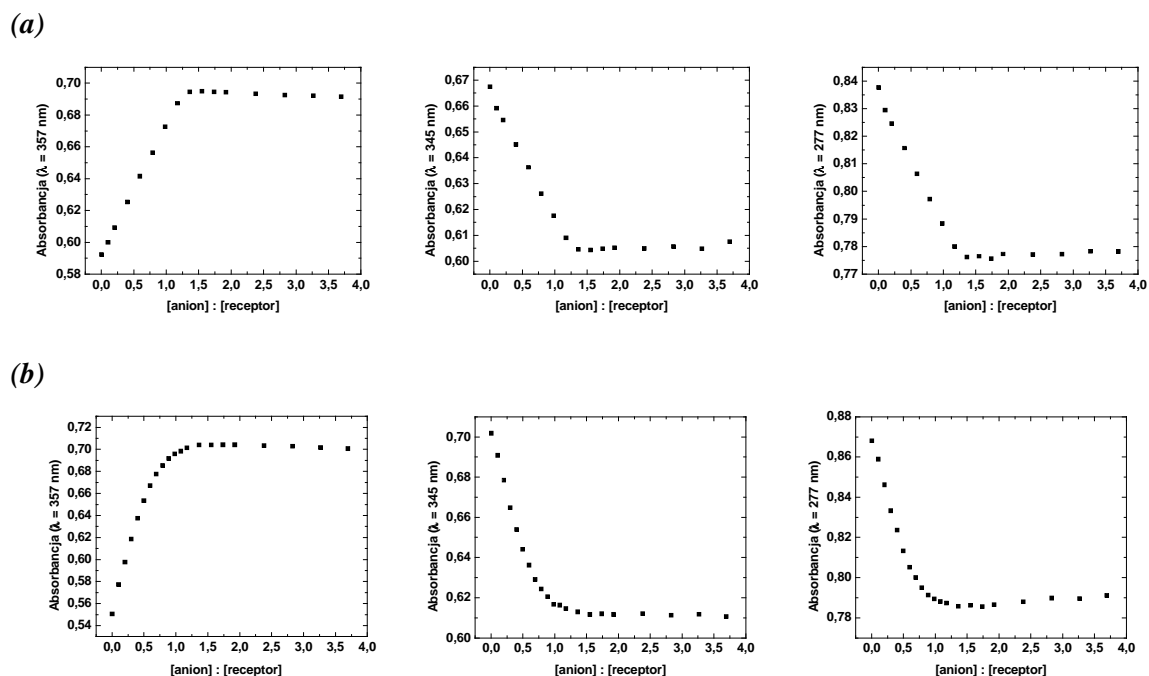 (a)
0,70
0,68
0,66
0,64
0,62
0,60
0,58
Absorbancja (λ = 357 nm)
0,0 0,5 1,0 1,5 2,0 2,5 3,0 3,5 4,0
[anion] : [receptor]
0,67
0,66
0,65
0,64
0,63
0,62
0,61
0,60
Absorbancja (λ = 345 nm)
0,0 0,5 1,0 1,5 2,0 2,5 3,0 3,5 4,0
[anion] : [receptor]
0,84
0,83
0,82
0,81
0,80
0,79
0,78
0,77
Absorbancja (λ = 277 nm)
0,0 0,5 1,0 1,5 2,0 2,5 3,0 3,5 4,0
[anion] : [receptor]
(b)
0,72
0,70
0,68
0,66
0,64
0,62
0,60
0,58
0,56
0,54
Absorbancja (λ = 357 nm)
0,0 0,5 1,0 1,5 2,0 2,5 3,0 3,5 4,0
[anion] : [receptor]
0,70
0,68
0,66
0,64
0,62
0,60
Absorbancja (λ = 345 nm)
0,0 0,5 1,0 1,5 2,0 2,5 3,0 3,5 4,0
[anion] : [receptor]
0,88
0,86
0,84
0,82
0,80
0,78
Absorbancja (λ = 277 nm)
0,0 0,5 1,0 1,5 2,0 2,5 3,0 3,5 4,0
[anion] : [receptor]